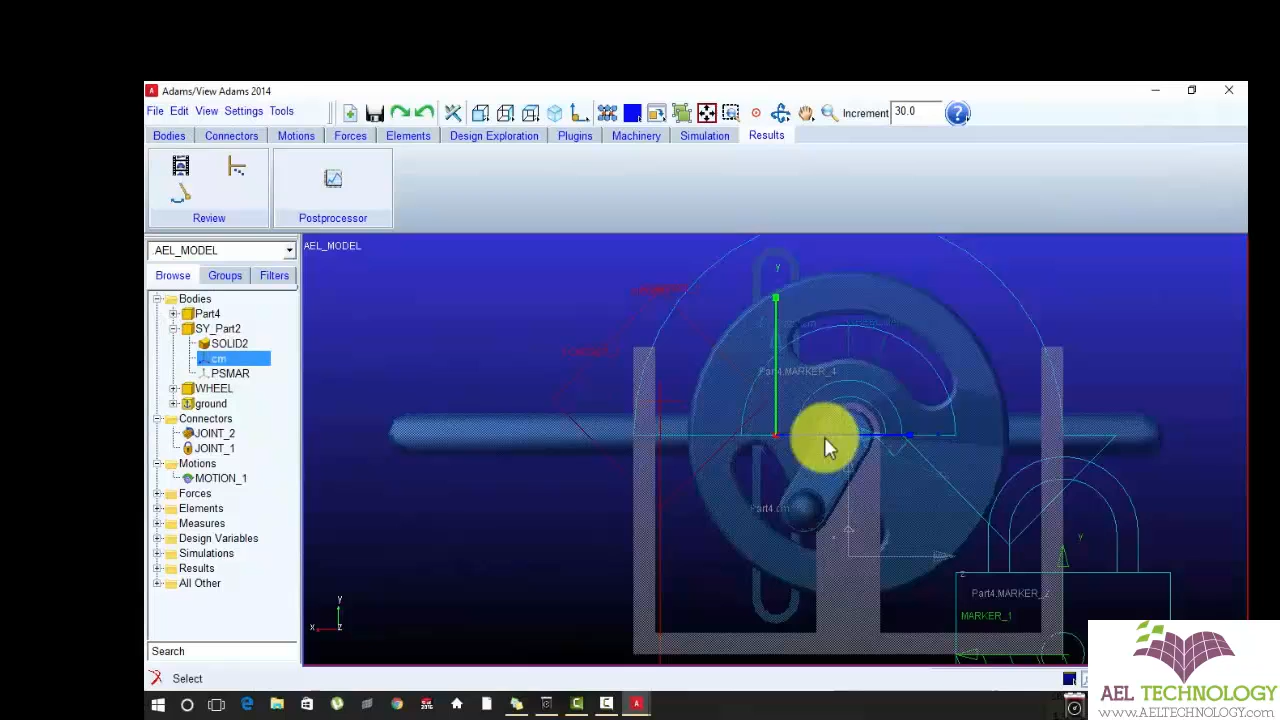 Adams/View Adams 2014
File Edit View Settings Tools
Increment 30.0
Bodies Connectors Motions Forces Elements Design Exploration Plugins Machinery Simulation Results
Review Postprocessor
.AEL_MODEL
AEL_MODEL
Browse Groups Filters
Bodies
Part4
SY_Part2
SOLID2
cm
PSMAR
WHEEL
ground
Connectors
JOINT_2
JOINT_1
Motions
MOTION_1
Forces
Elements
Measures
Design Variables
Simulations
Results
All Other
Search
Select
y
Part4.MARKER_4
Part4.cm
z
y
Part4.MARKER_2
MARKER_1
y
x
z
AEL TECHNOLOGY
www.AELTECHNOLOGY.com